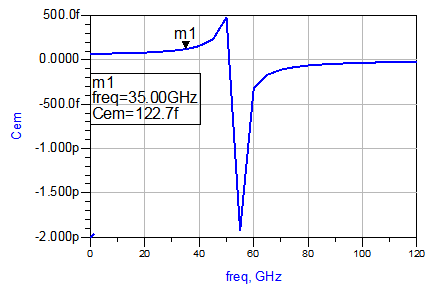 500.0f
m1
0.0000
m1
freq=35.00GHz
Cem=122.7f
-500.0f
Cem
-1.000p
-1.500p
-2.000p
0 20 40 60 80 100 120
freq, GHz